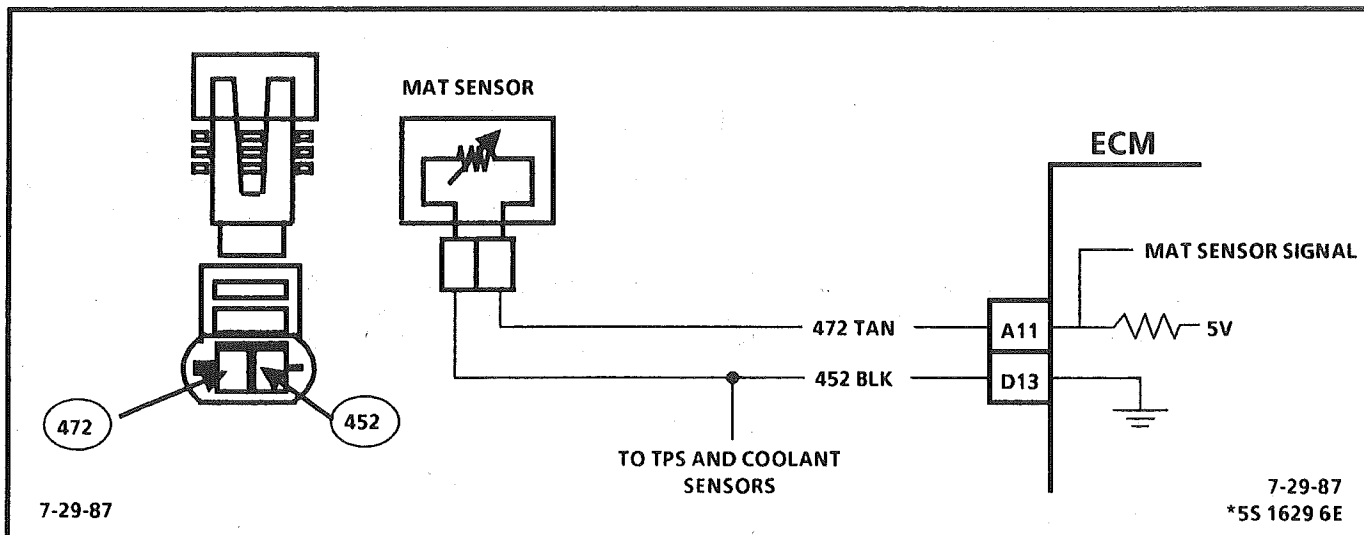 MAT SENSOR
ECM
MAT SENSOR SIGNAL
472 TAN
A11
5V
452 BLK
D13
472
452
TO TPS AND COOLANT
SENSORS
7-29-87
7-29-87
*5S 1629 6E